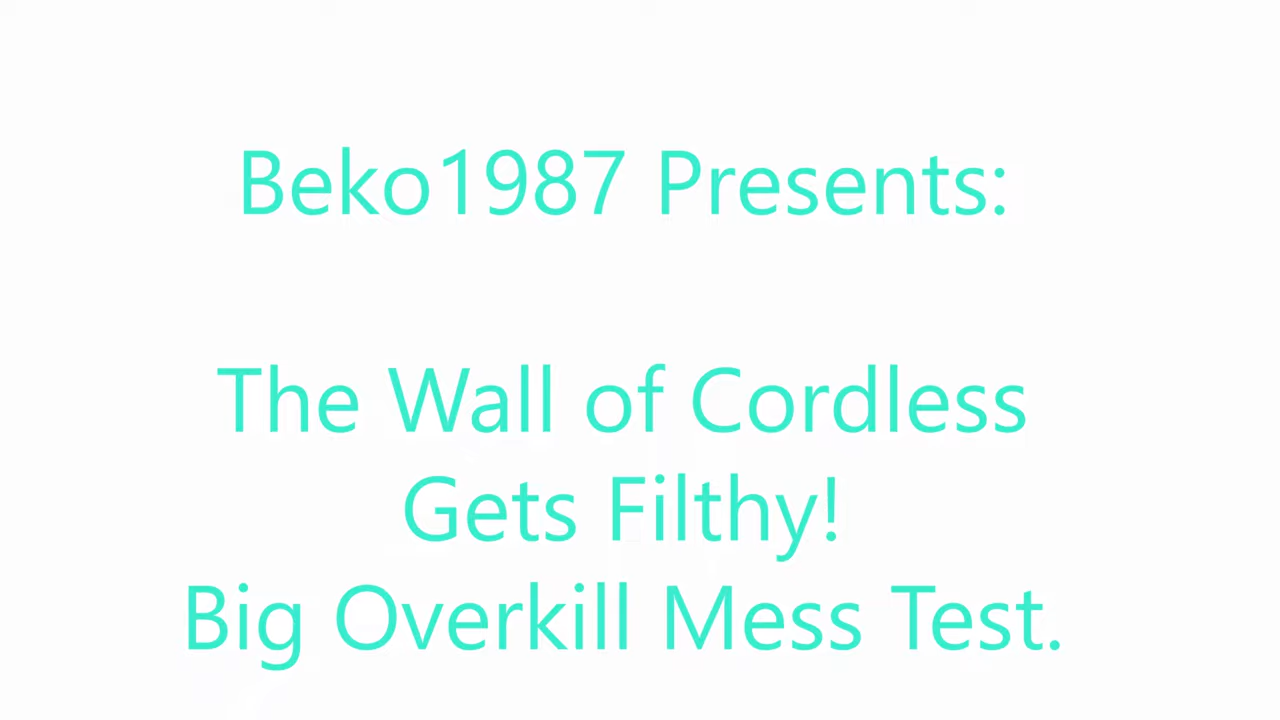 Beko1987 Presents:
The Wall of Cordless
Gets Filthy!
Big Overkill Mess Test.